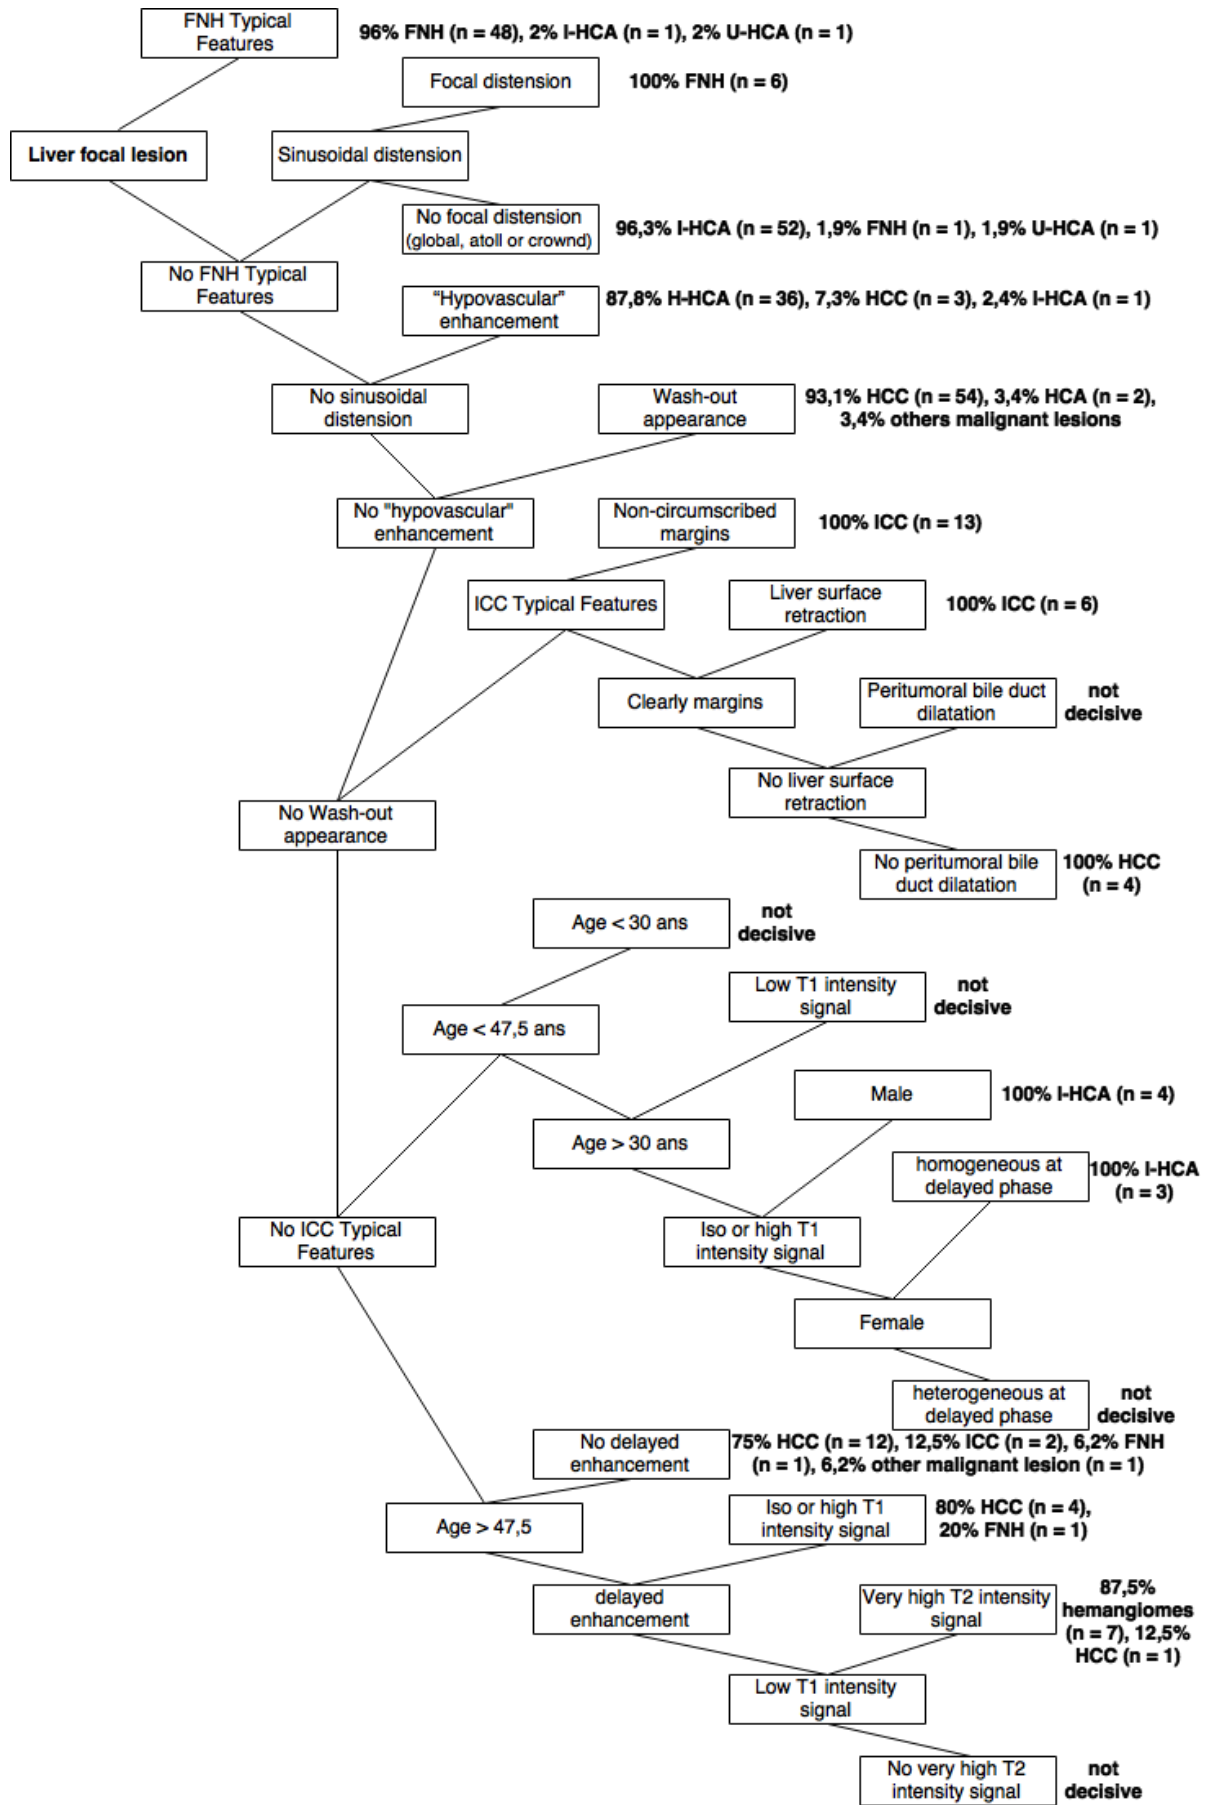 FNH Typical
Features
96% FNH (n = 48), 2% I-HCA (n = 1), 2% U-HCA (n = 1)
Focal distension
100% FNH (n = 6)
Liver focal lesion
Sinusoidal distension
No focal distension
(global, atoll or crownd)
96,3% I-HCA (n = 52), 1,9% FNH (n = 1), 1,9% U-HCA (n = 1)
No FNH Typical
Features
“Hypovascular”
enhancement
87,8% H-HCA (n = 36), 7,3% HCC (n = 3), 2,4% I-HCA (n = 1)
No sinusoidal
distension
Wash-out
appearance
93,1% HCC (n = 54), 3,4% HCA (n = 2),
3,4% others malignant lesions
No "hypovascular"
enhancement
Non-circumscribed
margins
100% ICC (n = 13)
ICC Typical Features
Liver surface
retraction
100% ICC (n = 6)
Clearly margins
Peritumoral bile duct
dilatation
not
decisive
No liver surface
retraction
No Wash-out
appearance
No peritumoral bile
duct dilatation
100% HCC
(n = 4)
Age < 30 ans
not
decisive
Low T1 intensity
signal
not
decisive
Age < 47,5 ans
Male
100% I-HCA (n = 4)
Age > 30 ans
homogeneous at
delayed phase
100% I-HCA
(n = 3)
No ICC Typical
Features
Iso or high T1
intensity signal
Female
heterogeneous at
delayed phase
not
decisive
No delayed
enhancement
75% HCC (n = 12), 12,5% ICC (n = 2), 6,2% FNH
(n = 1), 6,2% other malignant lesion (n = 1)
Age > 47,5
Iso or high T1
intensity signal
80% HCC (n = 4),
20% FNH (n = 1)
delayed
enhancement
Very high T2 intensity
signal
87,5%
hemangiomes
(n = 7), 12,5%
HCC (n = 1)
Low T1 intensity
signal
No very high T2
intensity signal
not
decisive